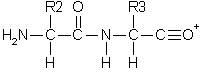 R2 O R3
H₂N—C—C—N—C—C≡O⁺
H H H